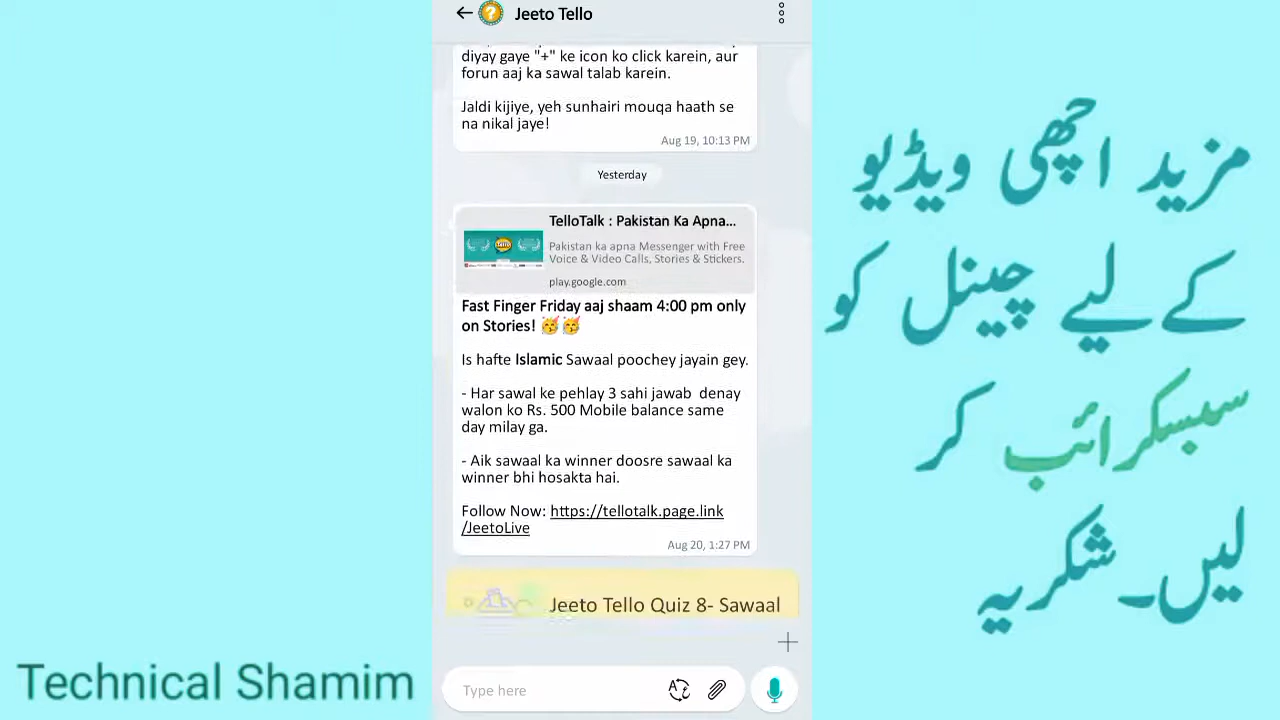 Jeeto Tello
diyay gaye "+" ke icon ko click karein, aur
forun aaj ka sawal talab karein.
Jaldi kijiye, yeh sunhairi mouqa haath se
na nikal jaye!
Aug 19, 10:13 PM
Yesterday
TelloTalk : Pakistan Ka Apna...
Pakistan ka apna Messenger with Free
Voice & Video Calls, Stories & Stickers.
play.google.com
Fast Finger Friday aaj shaam 4:00 pm only
on Stories! 🥳🥳
Is hafte Islamic Sawaal poochey jayain gey.
- Har sawal ke pehlay 3 sahi jawab denay
walon ko Rs. 500 Mobile balance same
day milay ga.
- Aik sawaal ka winner doosre sawaal ka
winner bhi hosakta hai.
Follow Now: https://tellotalk.page.link
/JeetoLive
Aug 20, 1:27 PM
Jeeto Tello Quiz 8- Sawaal
Type here
مزید اچھی ویڈیو
کے لیے چینل کو
سبسکرائب کر
لیں۔ شکریہ
Technical Shamim